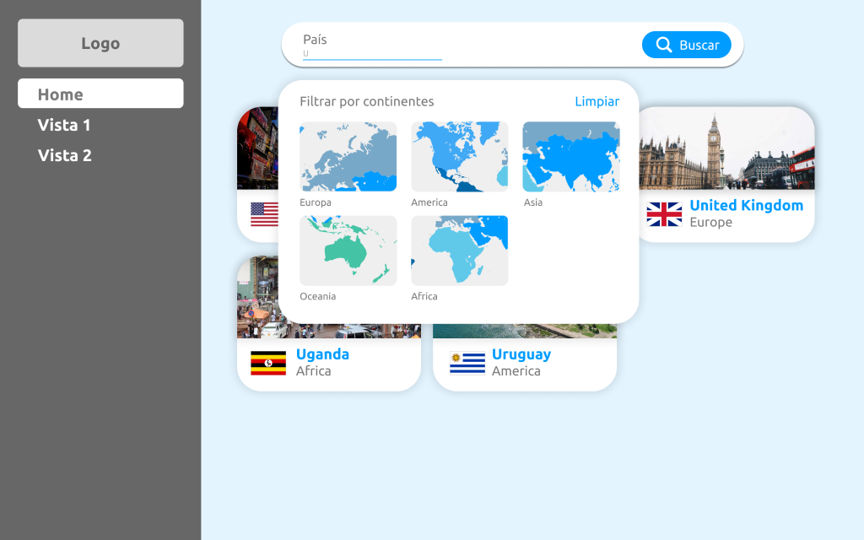 Logo
Home
Vista 1
Vista 2
País
U
Buscar
Filtrar por continentes
Limpiar
Europa
America
Asia
Oceania
Africa
United Kingdom
Europe
Uganda
Africa
Uruguay
America